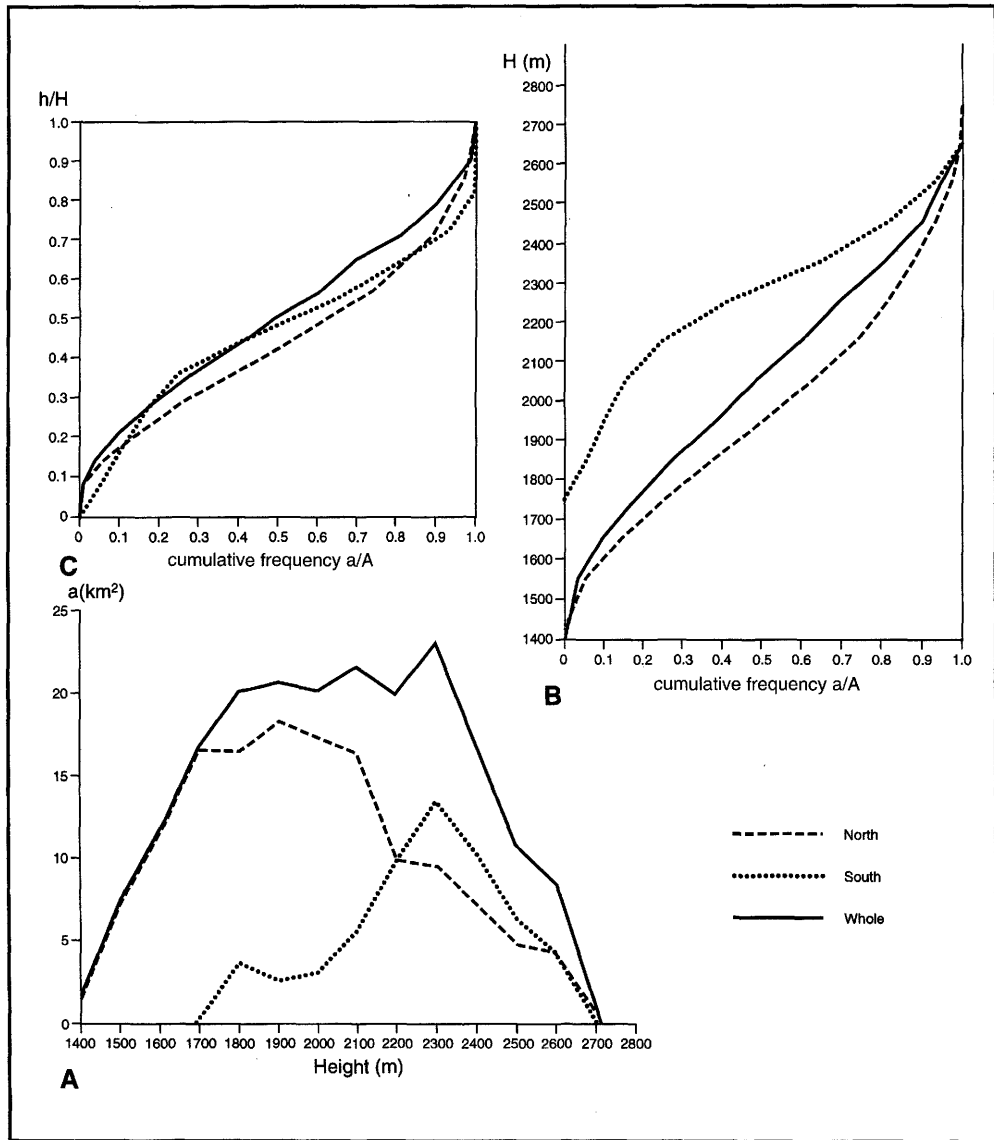 h/H
1.0
0.9
0.8
0.7
0.6
0.5
0.4
0.3
0.2
0.1
0
0 0.1 0.2 0.3 0.4 0.5 0.6 0.7 0.8 0.9 1.0
cumulative frequency a/A
C
H (m)
2800
2700
2600
2500
2400
2300
2200
2100
2000
1900
1800
1700
1600
1500
1400
0 0.1 0.2 0.3 0.4 0.5 0.6 0.7 0.8 0.9 1.0
cumulative frequency a/A
B
a(km²)
25
20
15
10
5
0
1400 1500 1600 1700 1800 1900 2000 2100 2200 2300 2400 2500 2600 2700 2800
Height (m)
A
North
South
Whole